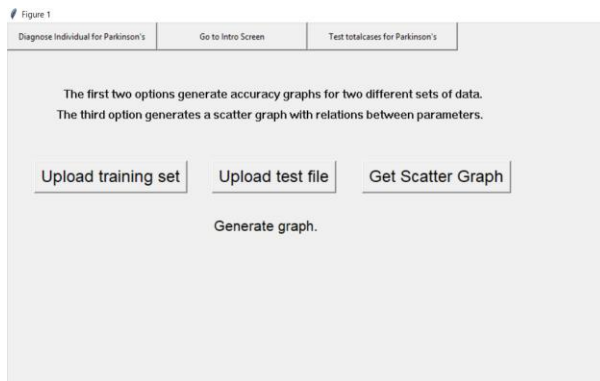 Figure 1
Diagnose Individual for Parkinson's Go to Intro Screen Test totalcases for Parkinson's
The first two options generate accuracy graphs for two different sets of data.
The third option generates a scatter graph with relations between parameters.
Upload training set Upload test file Get Scatter Graph
Generate graph.